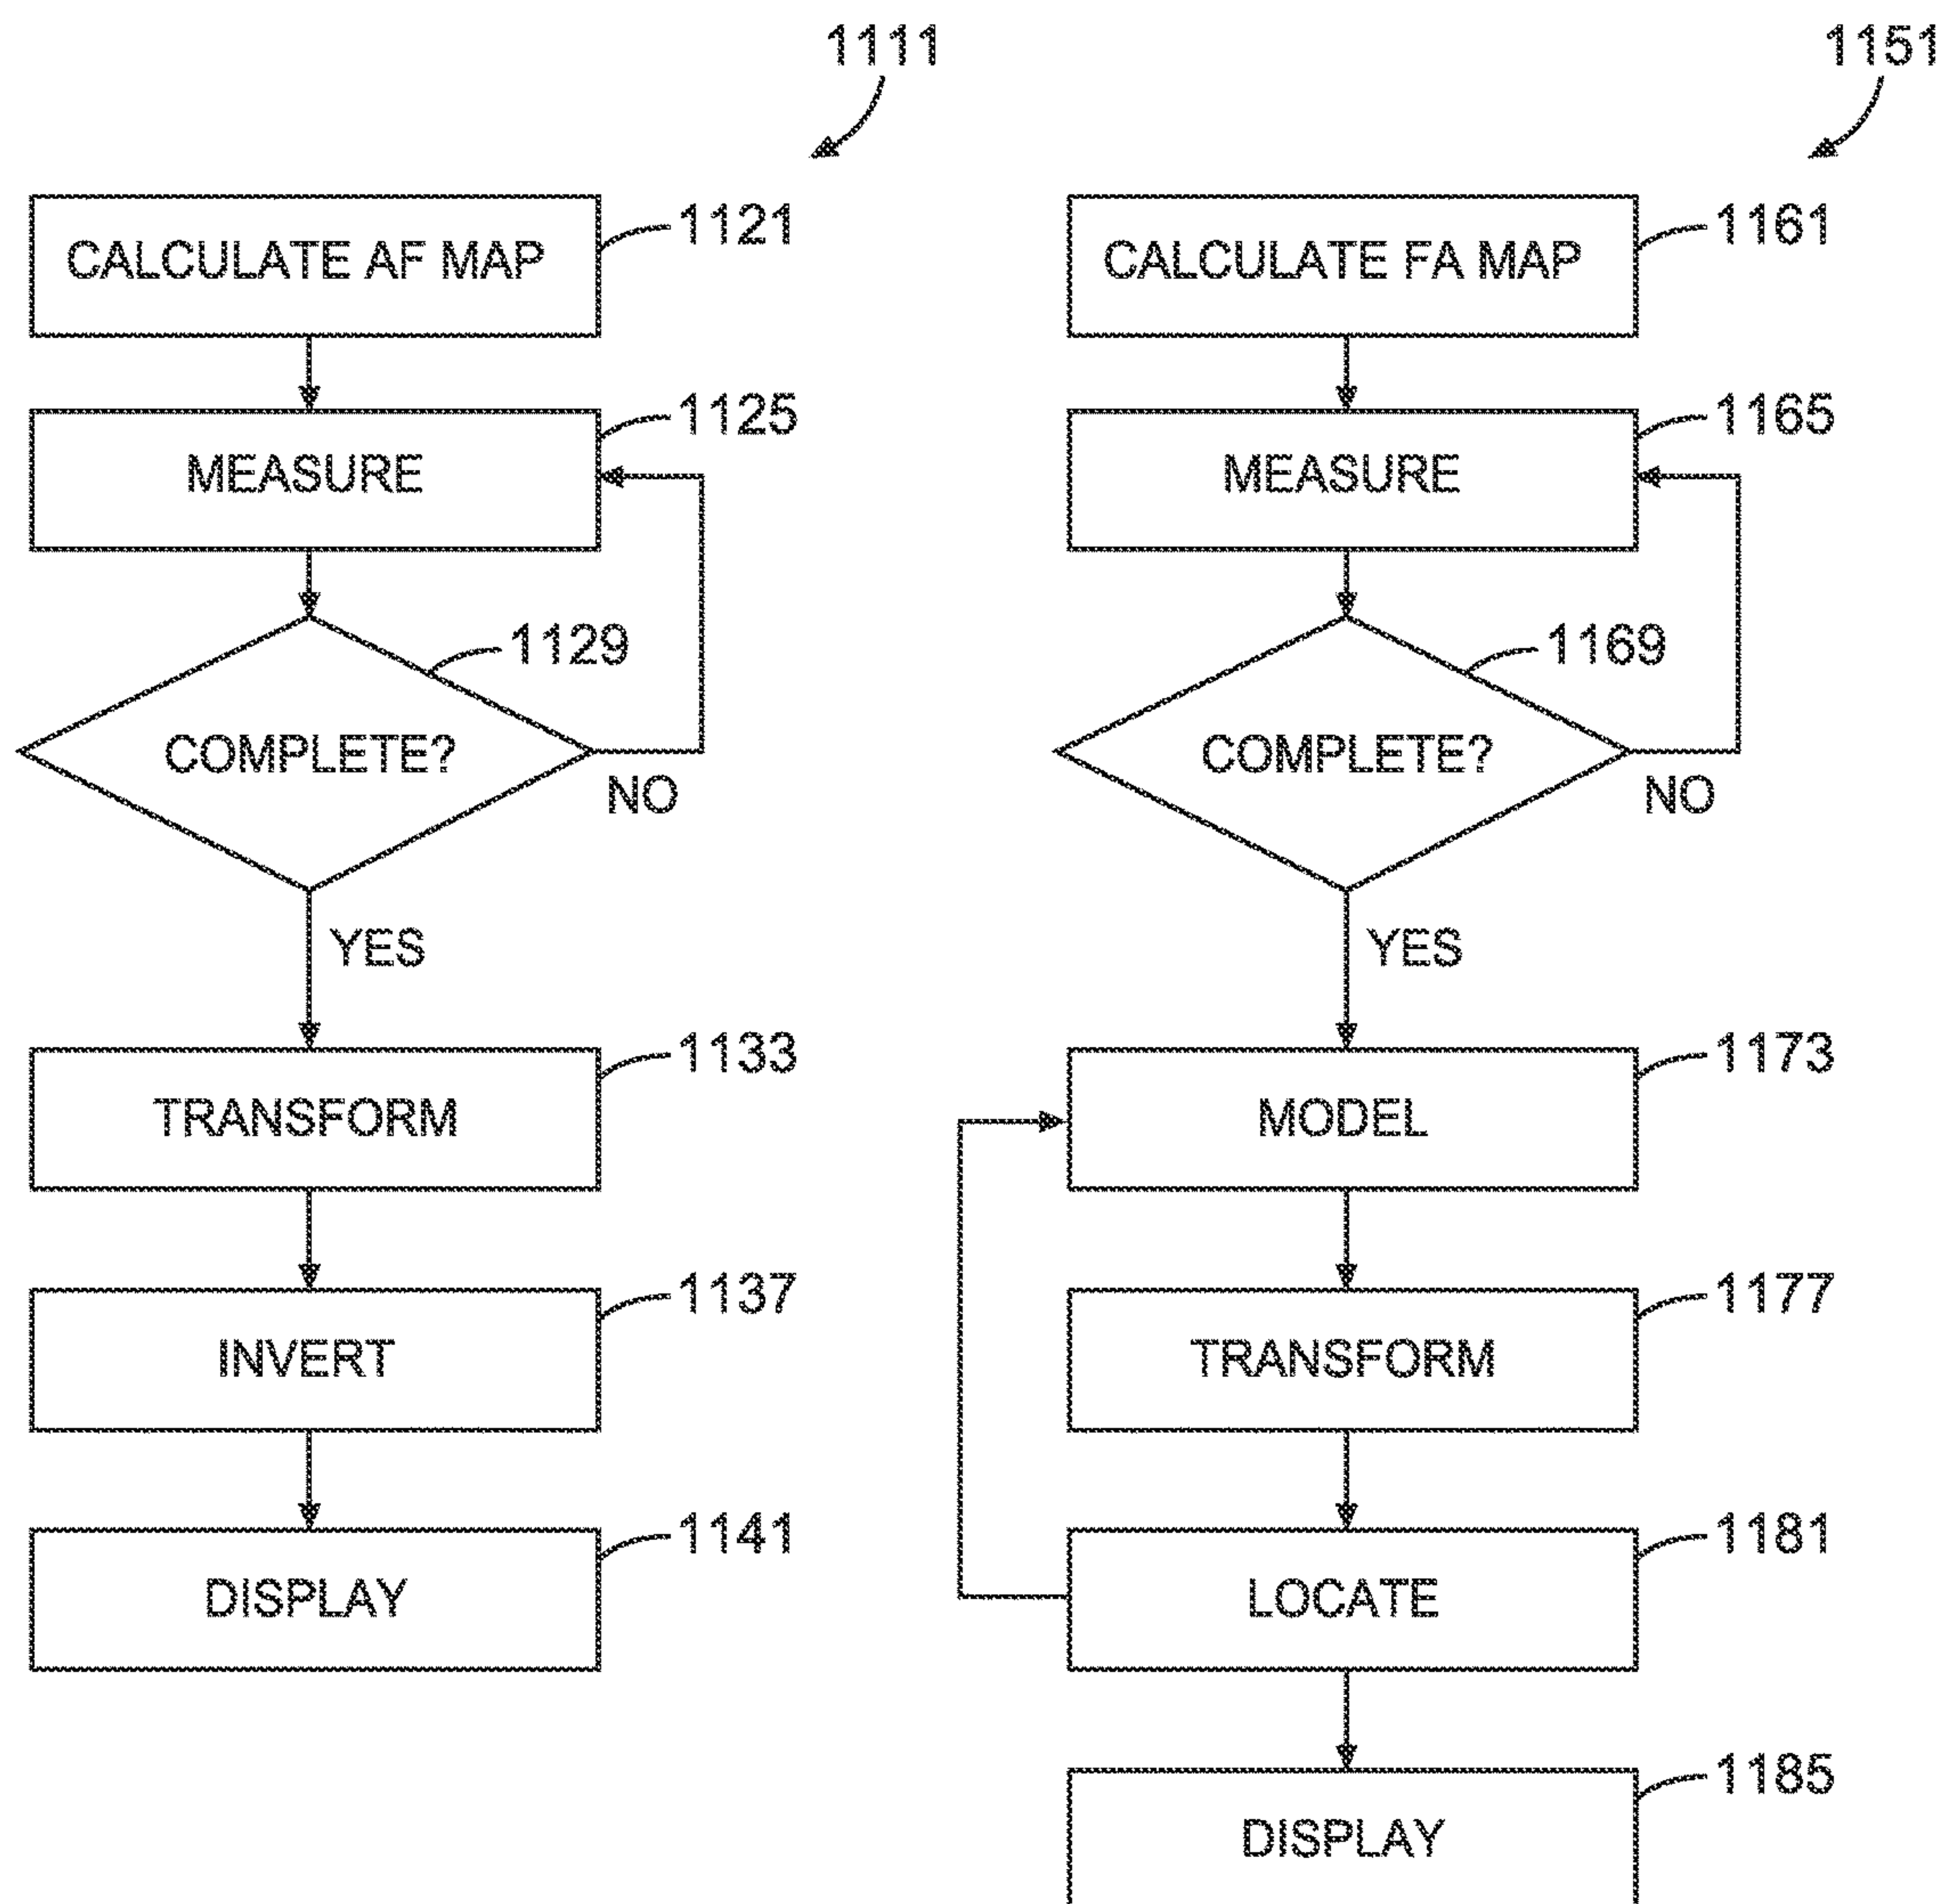 1111
CALCULATE AF MAP
1121
MEASURE
1125
1129
COMPLETE?
NO
YES
TRANSFORM
1133
INVERT
1137
DISPLAY
1141
1151
CALCULATE FA MAP
1161
MEASURE
1165
1169
COMPLETE?
NO
YES
MODEL
1173
TRANSFORM
1177
LOCATE
1181
DISPLAY
1185